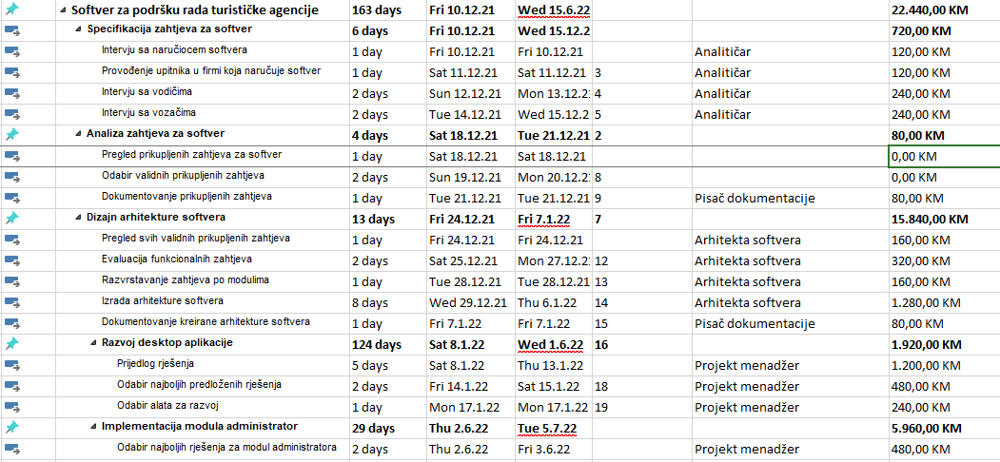 Softver za podršku rada turističke agencije 163 days Fri 10.12.21 Wed 15.6.22 22.440,00 KM
Specifikacija zahtjeva za softver 6 days Fri 10.12.21 Wed 15.12.2 720,00 KM
Intervju sa naručiocem softvera 1 day Fri 10.12.21 Fri 10.12.21 Analitičar 120,00 KM
Provođenje upitnika u firmi koja naručuje softver 1 day Sat 11.12.21 Sat 11.12.21 3 Analitičar 120,00 KM
Intervju sa vodičima 2 days Sun 12.12.21 Mon 13.12.21 4 Analitičar 240,00 KM
Intervju sa vozačima 2 days Tue 14.12.21 Wed 15.12.2 5 Analitičar 240,00 KM
Analiza zahtjeva za softver 4 days Sat 18.12.21 Tue 21.12.21 2 80,00 KM
Pregled prikupljenih zahtjeva za softver 1 day Sat 18.12.21 Sat 18.12.21 0,00 KM
Odabir validnih prikupljenih zahtjeva 2 days Sun 19.12.21 Mon 20.12.21 8 0,00 KM
Dokumentovanje prikupljenih zahtjeva 1 day Tue 21.12.21 Tue 21.12.21 9 Pisač dokumentacije 80,00 KM
Dizajn arhitekture softvera 13 days Fri 24.12.21 Fri 7.1.22 7 15.840,00 KM
Pregled svih validnih prikupljenih zahtjeva 1 day Fri 24.12.21 Fri 24.12.21 Arhitekta softvera 160,00 KM
Evaluacija funkcionalnih zahtjeva 2 days Sat 25.12.21 Mon 27.12.21 12 Arhitekta softvera 320,00 KM
Razvrstavanje zahtjeva po modulima 1 day Tue 28.12.21 Tue 28.12.21 13 Arhitekta softvera 160,00 KM
Izrada arhitekture softvera 8 days Wed 29.12.21 Thu 6.1.22 14 Arhitekta softvera 1.280,00 KM
Dokumentovanje kreirane arhitekture softvera 1 day Fri 7.1.22 Fri 7.1.22 15 Pisač dokumentacije 80,00 KM
Razvoj desktop aplikacije 124 days Sat 8.1.22 Wed 1.6.22 16 1.920,00 KM
Prijedlog rješenja 5 days Sat 8.1.22 Thu 13.1.22 Projekt menadžer 1.200,00 KM
Odabir najboljih predloženih rješenja 2 days Fri 14.1.22 Sat 15.1.22 18 Projekt menadžer 480,00 KM
Odabir alata za razvoj 1 day Mon 17.1.22 Mon 17.1.22 19 Projekt menadžer 240,00 KM
Implementacija modula administrator 29 days Thu 2.6.22 Tue 5.7.22 5.960,00 KM
Odabir najboljih rješenja za modul administratora 2 days Thu 2.6.22 Fri 3.6.22 Projekt menadžer 480,00 KM